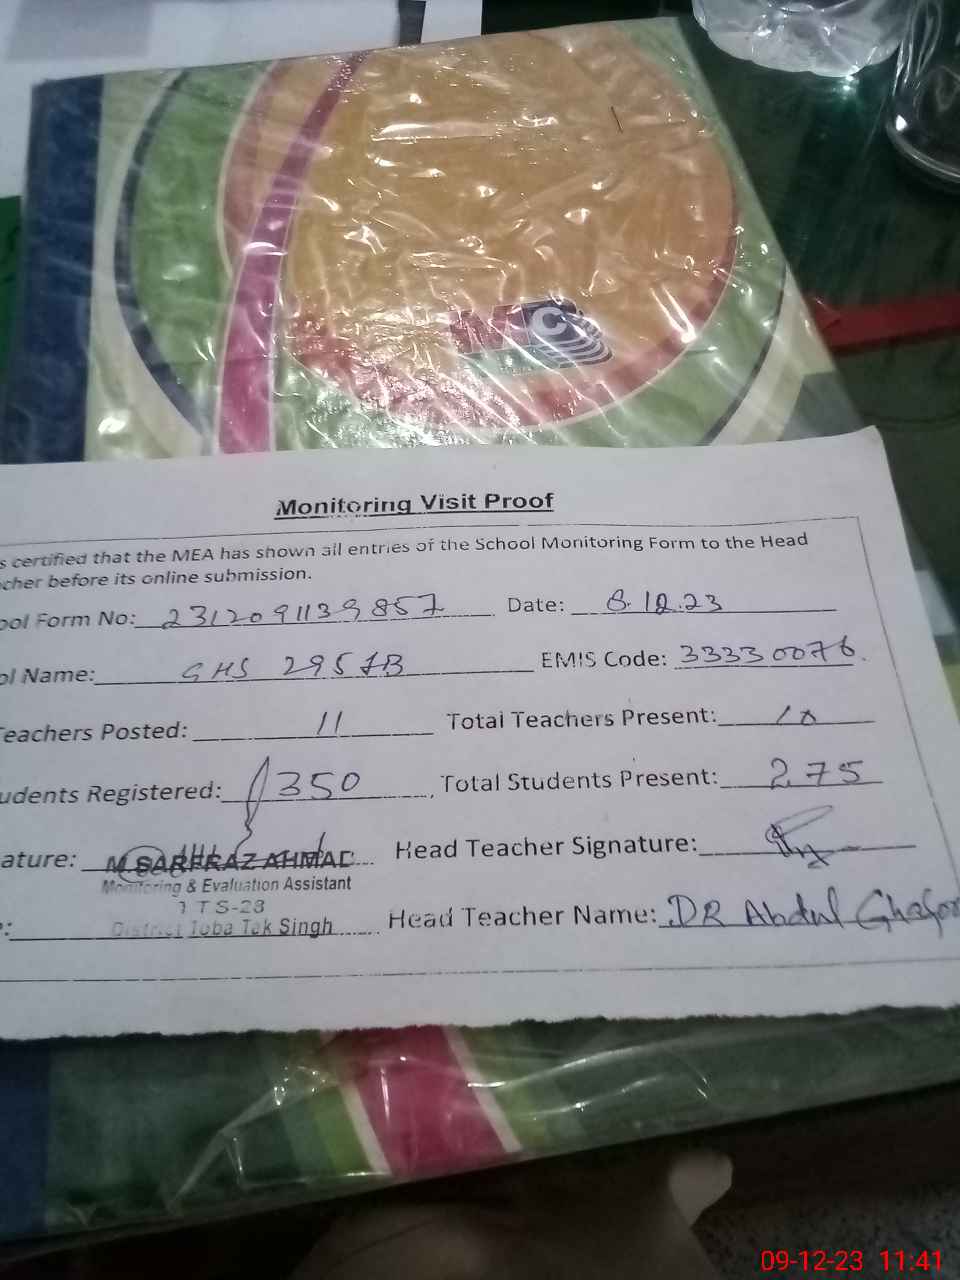 MC
Monitoring Visit Proof
s certified that the MEA has shown all entries of the School Monitoring Form to the Head
cher before its online submission.
ool Form No: 2312091139857 Date: 8.12.23
ol Name: GHS 295 JB EMIS Code: 33330076.
Teachers Posted: 11 Total Teachers Present: 10
udents Registered: 350 Total Students Present: 275
ature: M SARFRAZ AHMAD Head Teacher Signature:
Monitoring & Evaluation Assistant
TTS-28
District Toba Tek Singh Head Teacher Name: DR Abdul Ghafor
09-12-23 11:41